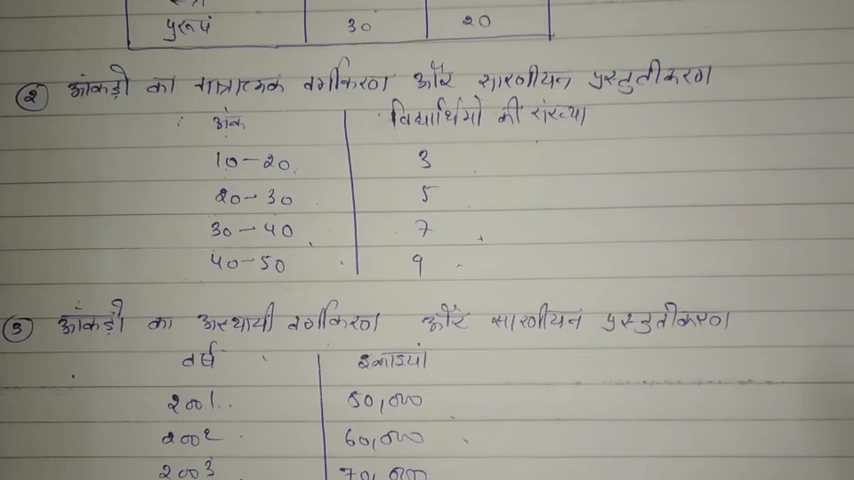 पुरूष 30 20
② आंकड़ो का मात्रात्मक वर्गीकरण और सारणीयन प्रस्तुतीकरण
अंक विद्यार्थियो की संख्या
10-20 3
20-30 5
30-40 7
40-50 9
③ आंकड़ो का अस्थायी वर्गीकरण और सारणीयन प्रस्तुतीकरण
वर्ष इकाइयां
2001 50,000
2002 60,000
2003 70,000